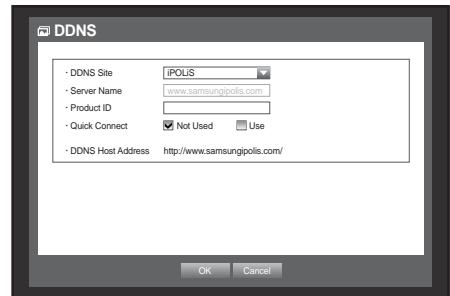 DDNS
· DDNS Site iPOLiS
· Server Name www.samsungipolis.com
· Product ID
· Quick Connect Not Used Use
· DDNS Host Address http://www.samsungipolis.com/
OK Cancel